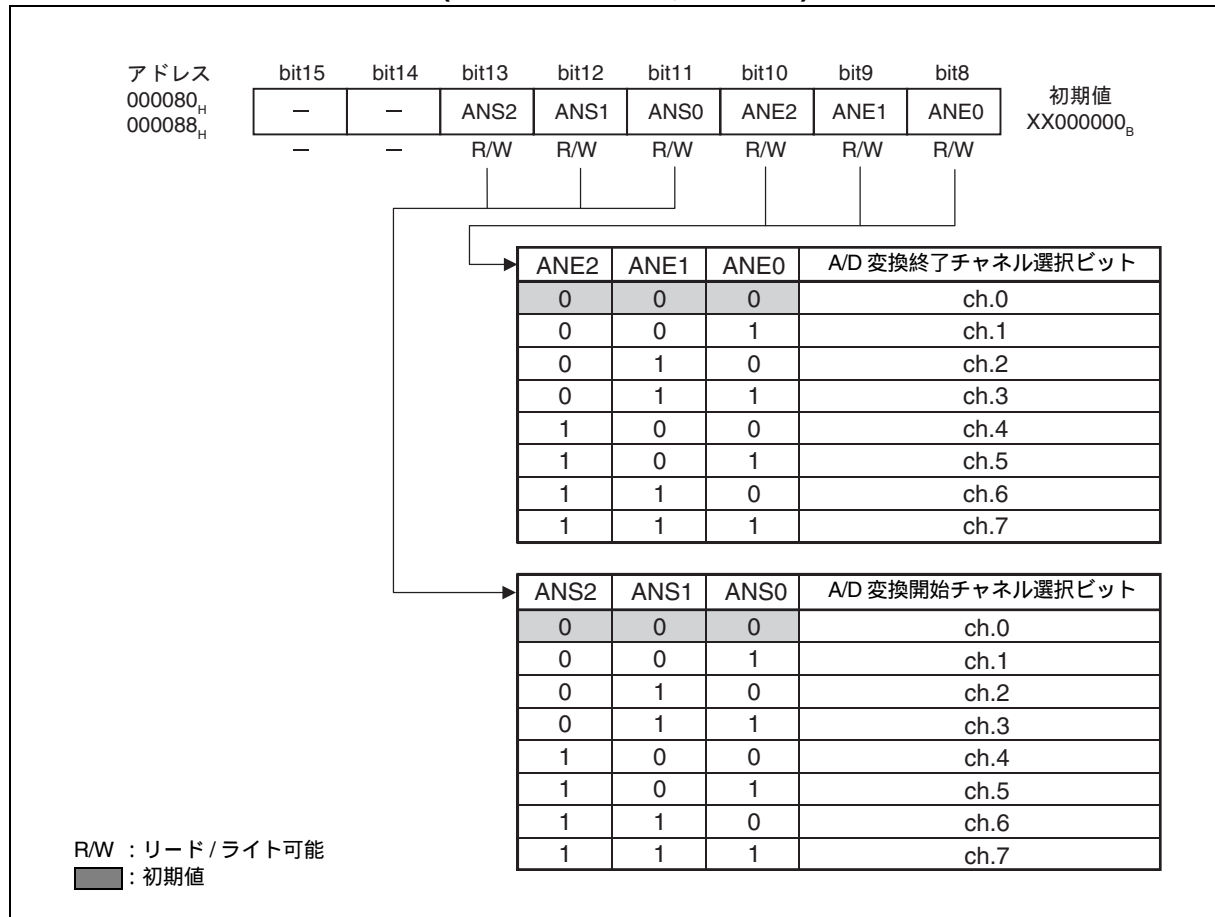 アドレス bit15 bit14 bit13 bit12 bit11 bit10 bit9 bit8
000080H
000088H
— — ANS2 ANS1 ANS0 ANE2 ANE1 ANE0
初期値
XX000000B
— — R/W R/W R/W R/W R/W R/W
ANE2 ANE1 ANE0 A/D 変換終了チャネル選択ビット
0 0 0 ch.0
0 0 1 ch.1
0 1 0 ch.2
0 1 1 ch.3
1 0 0 ch.4
1 0 1 ch.5
1 1 0 ch.6
1 1 1 ch.7
ANS2 ANS1 ANS0 A/D 変換開始チャネル選択ビット
0 0 0 ch.0
0 0 1 ch.1
0 1 0 ch.2
0 1 1 ch.3
1 0 0 ch.4
1 0 1 ch.5
1 1 0 ch.6
1 1 1 ch.7
R/W ：リード / ライト可能
：初期値